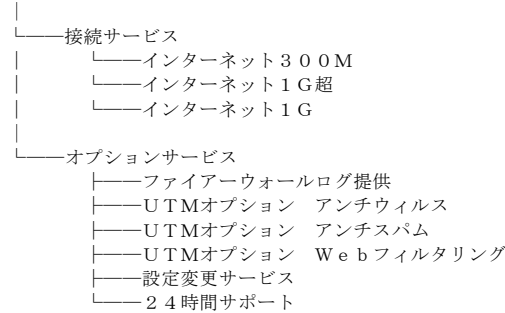 │
└──接続サービス
│　　　└──インターネット３００Ｍ
│　　　└──インターネット１Ｇ超
│　　　└──インターネット１Ｇ
│
└──オプションサービス
　　　　├──ファイアーウォールログ提供
　　　　├──ＵＴＭオプション　アンチウィルス
　　　　├──ＵＴＭオプション　アンチスパム
　　　　├──ＵＴＭオプション　Ｗｅｂフィルタリング
　　　　├──設定変更サービス
　　　　└──２４時間サポート